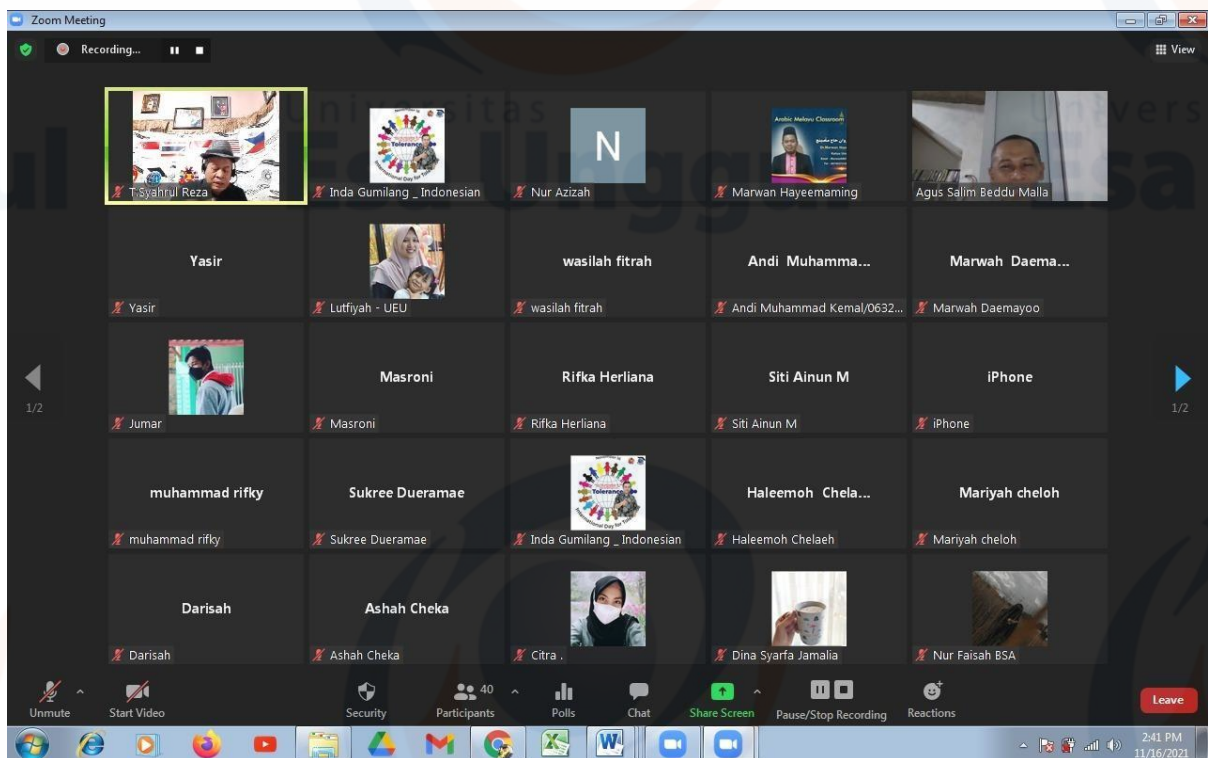 Zoom Meeting
Recording...
View
T.Syahrul Reza
Tolerance
Inda Gumilang _ Indonesian
N
Nur Azizah
Arabic Melayu Classroom
Marwan Hayeemaming
Agus Salim Beddu Malla
Yasir
Yasir
Lutfiyah - UEU
wasilah fitrah
wasilah fitrah
Andi Muhamma...
Andi Muhammad Kemal/0632...
Marwah Daema...
Marwah Daemayoo
1/2
Jumar
Masroni
Masroni
Rifka Herliana
Rifka Herliana
Siti Ainun M
Siti Ainun M
iPhone
iPhone
1/2
muhammad rifky
muhammad rifky
Sukree Dueramae
Sukree Dueramae
Tolerance
Inda Gumilang _ Indonesian
Haleemoh Chela...
Haleemoh Chelaeh
Mariyah cheloh
Mariyah cheloh
Darisah
Darisah
Ashah Cheka
Ashah Cheka
Citra .
Dina Syarfa Jamalia
Nur Faisah BSA
Unmute
Start Video
Security
Participants
40
Polls
Chat
Share Screen
Pause/Stop Recording
Reactions
Leave
2:41 PM
11/16/2021